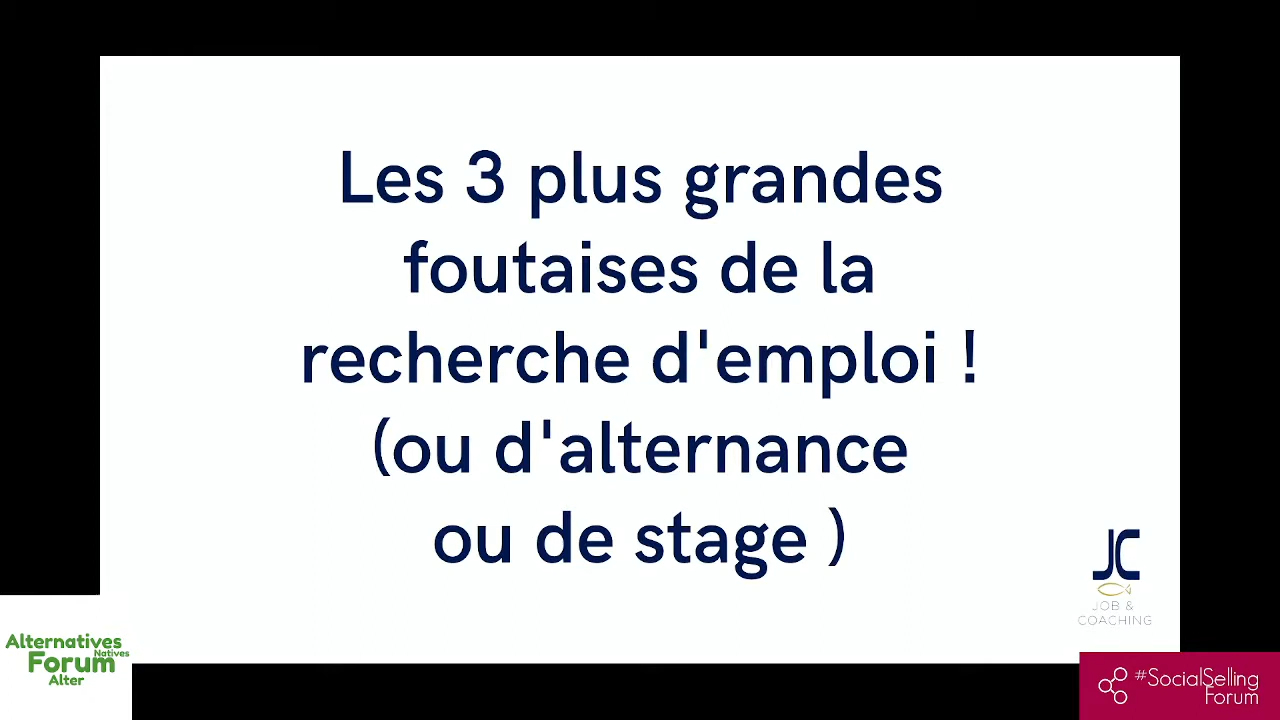 Les 3 plus grandes
foutaises de la
recherche d'emploi !
(ou d'alternance
ou de stage )
JC
JOB &
COACHING
Alternatives
Natives
Forum
Alter
#SocialSelling
Forum